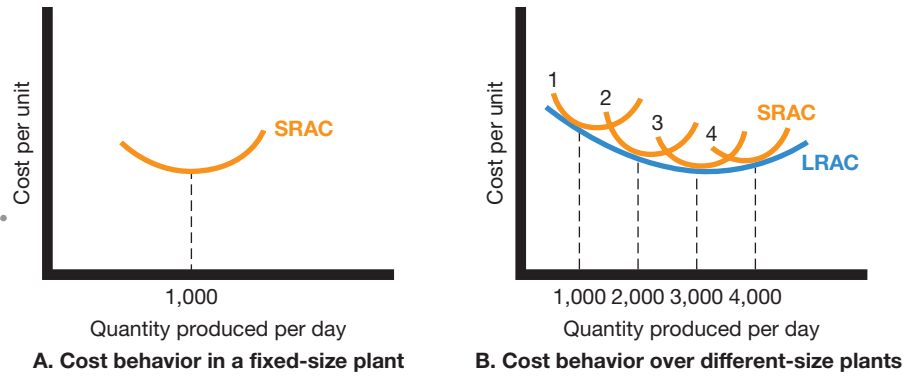 Cost per unit
SRAC
1,000
Quantity produced per day
A. Cost behavior in a fixed-size plant
Cost per unit
1
2
3
4
SRAC
LRAC
1,000 2,000 3,000 4,000
Quantity produced per day
B. Cost behavior over different-size plants